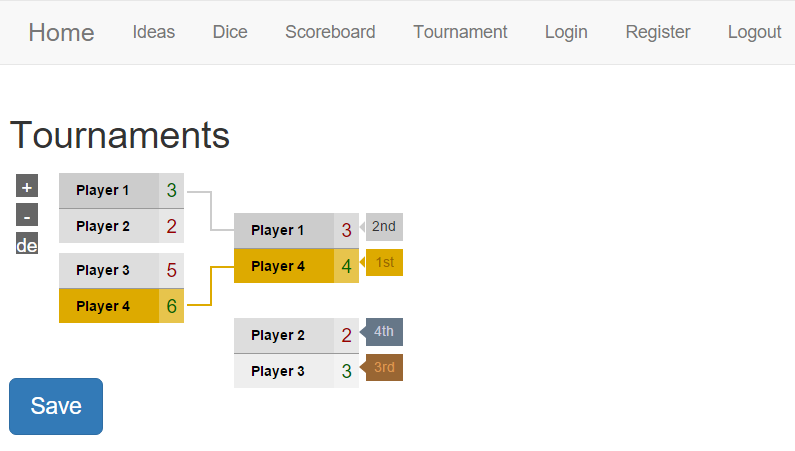 Home Ideas Dice Scoreboard Tournament Login Register Logout
Tournaments
+
-
de
Player 1 3
Player 2 2
Player 3 5
Player 4 6
Player 1 3 2nd
Player 4 4 1st
Player 2 2 4th
Player 3 3 3rd
Save